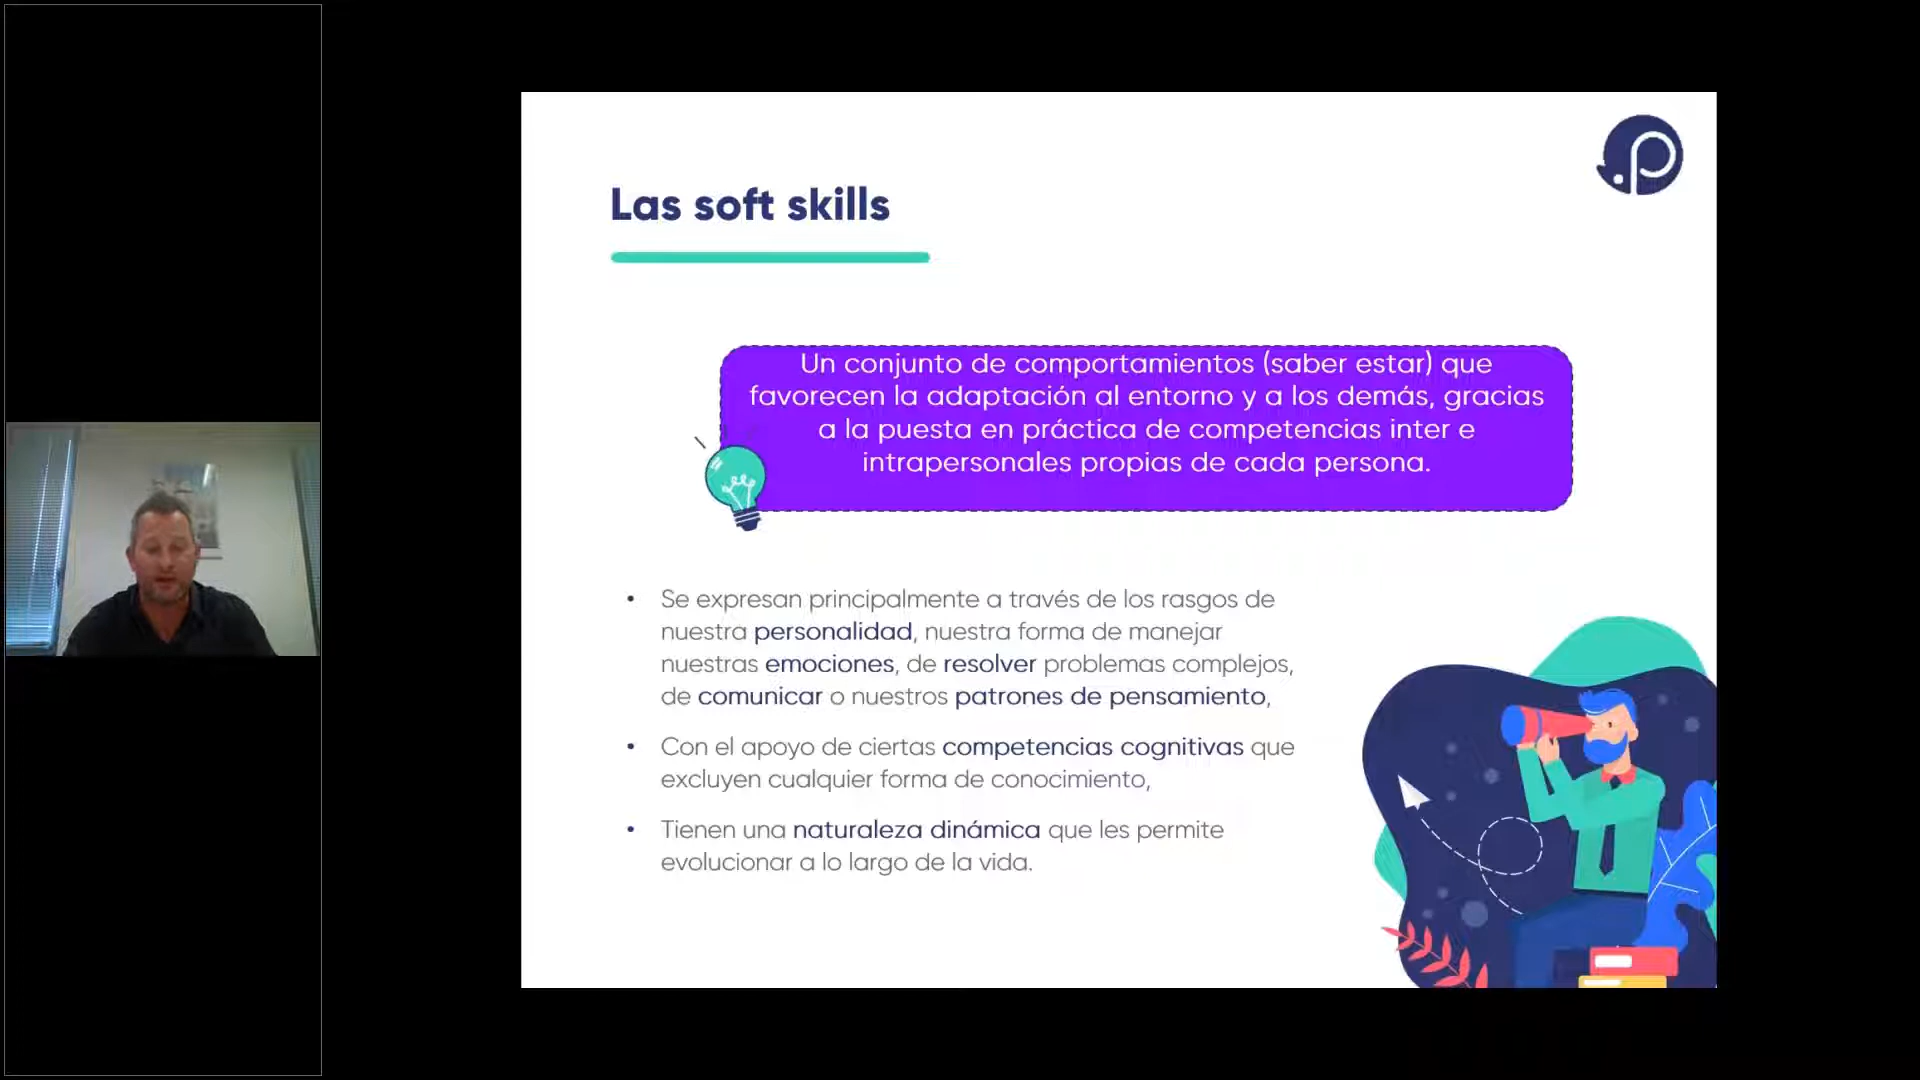 Las soft skills
Un conjunto de comportamientos (saber estar) que
favorecen la adaptación al entorno y a los demás, gracias
a la puesta en práctica de competencias inter e
intrapersonales propias de cada persona.
• Se expresan principalmente a través de los rasgos de
nuestra personalidad, nuestra forma de manejar
nuestras emociones, de resolver problemas complejos,
de comunicar o nuestros patrones de pensamiento,
• Con el apoyo de ciertas competencias cognitivas que
excluyen cualquier forma de conocimiento,
• Tienen una naturaleza dinámica que les permite
evolucionar a lo largo de la vida.